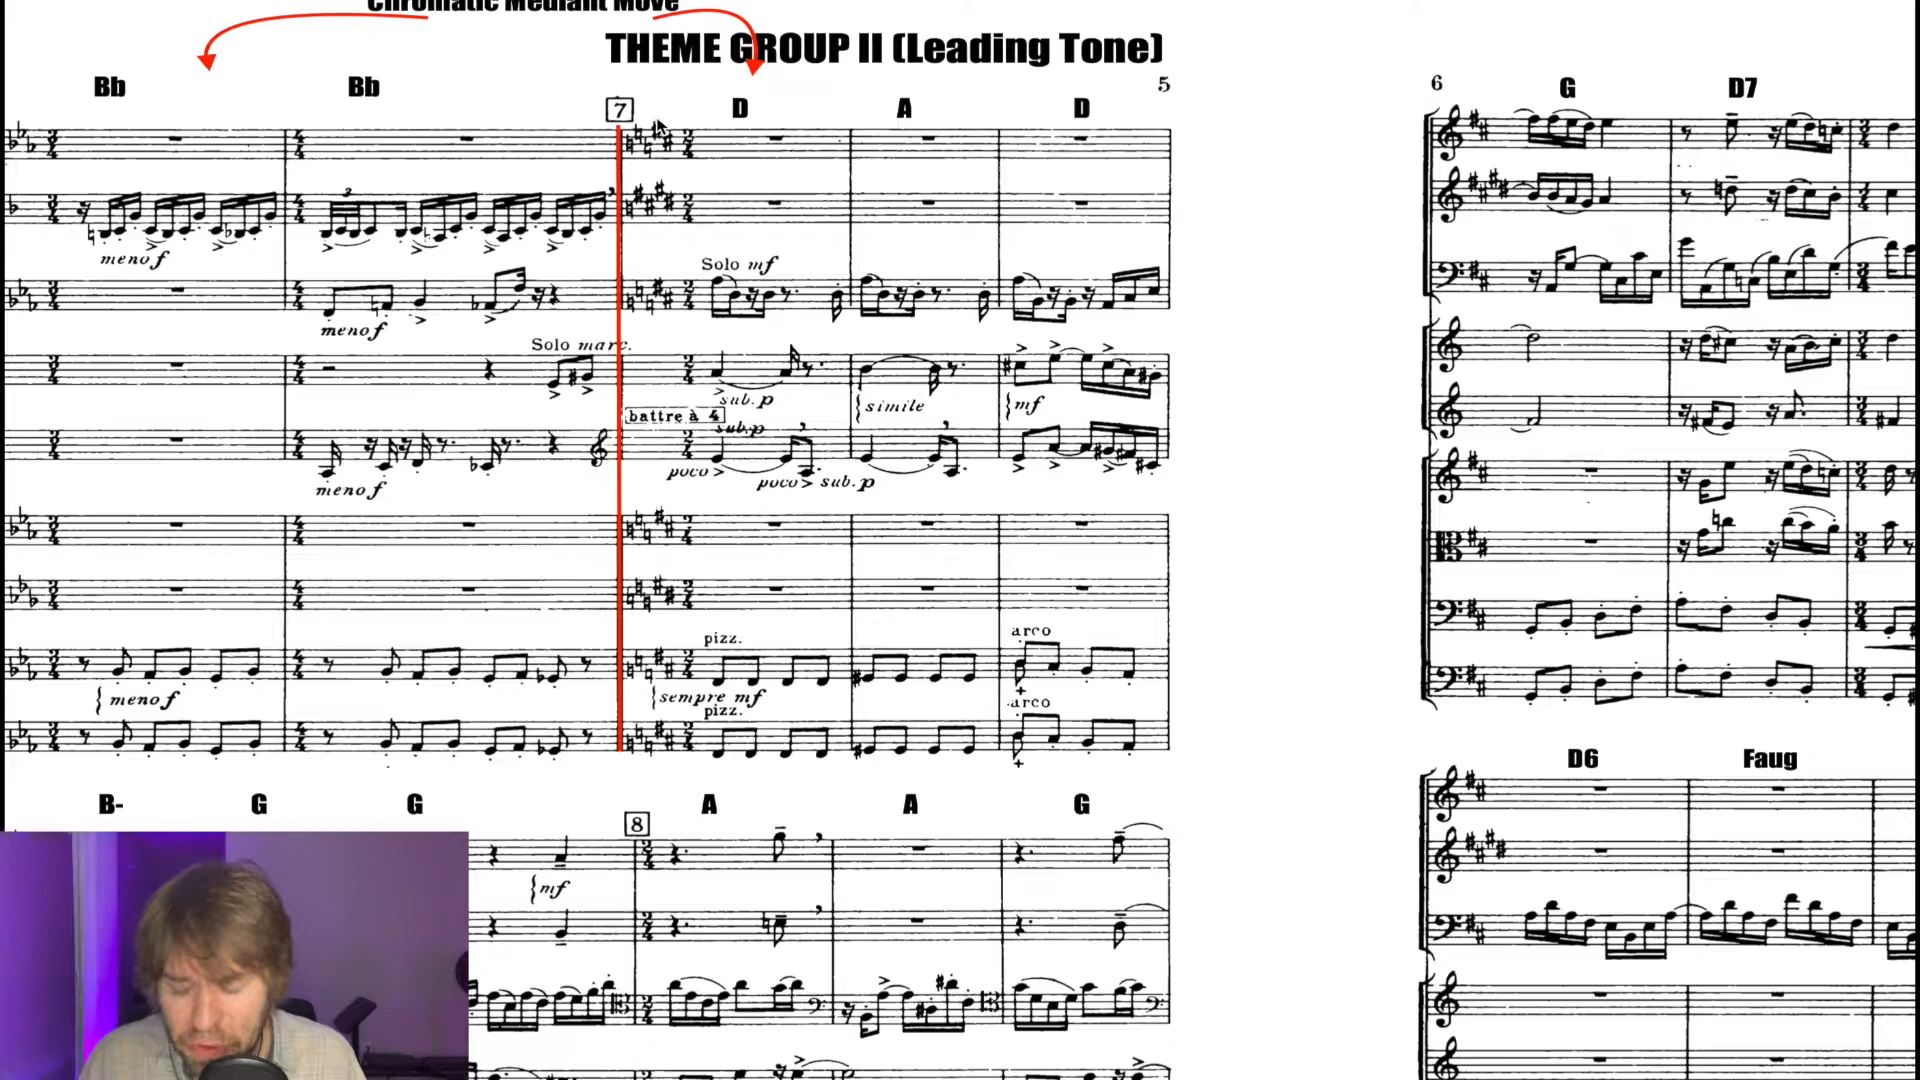 Chromatic Mediant Move
THEME GROUP II (Leading Tone)
Bb Bb 5
7 D A D
meno f
3
Solo mf
meno f
Solo marc.
sub. p simile mf
battre à 4
sub. p
poco poco sub. p
meno f
pizz. arco
meno f sempre mf
pizz. arco
B- G G A A G
8
mf
6 G D7
D6 Faug